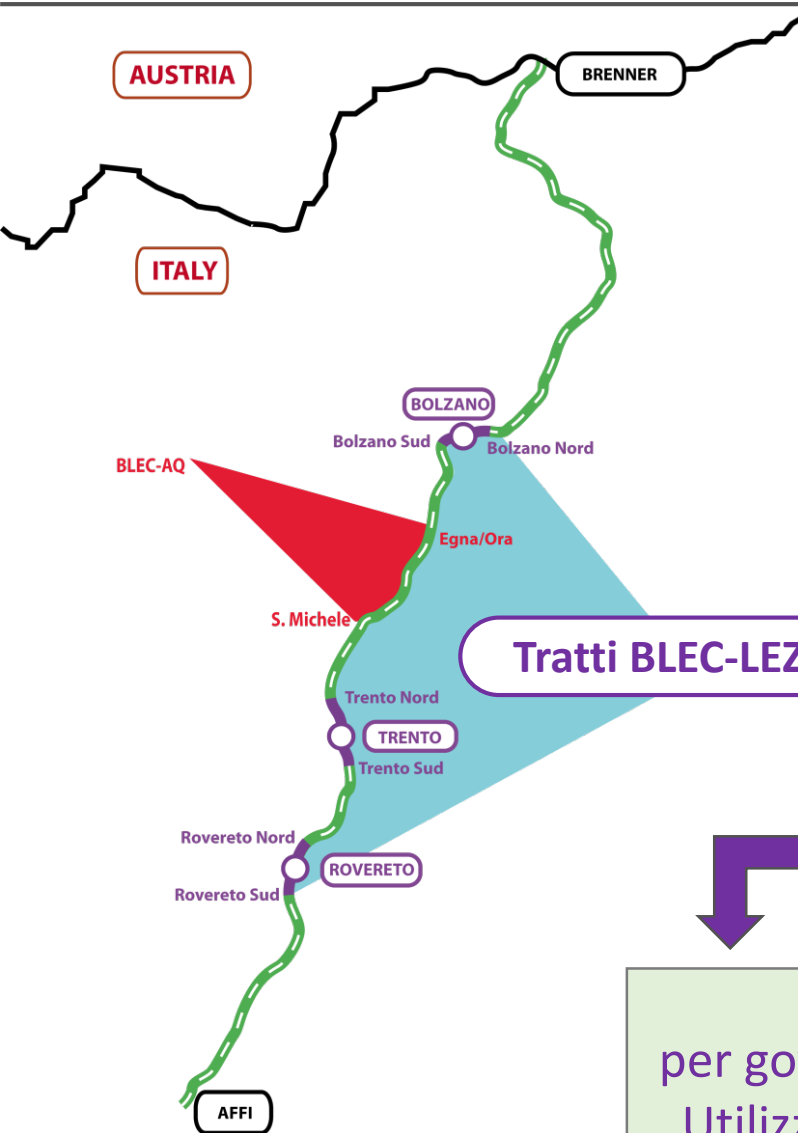 AUSTRIA
BRENNER
ITALY
BOLZANO
Bolzano Sud
Bolzano Nord
BLEC-AQ
Egna/Ora
S. Michele
Tratti BLEC-LEZ
Trento Nord
TRENTO
Trento Sud
Rovereto Nord
ROVERETO
Rovereto Sud
per go
Utilizz
AFFI